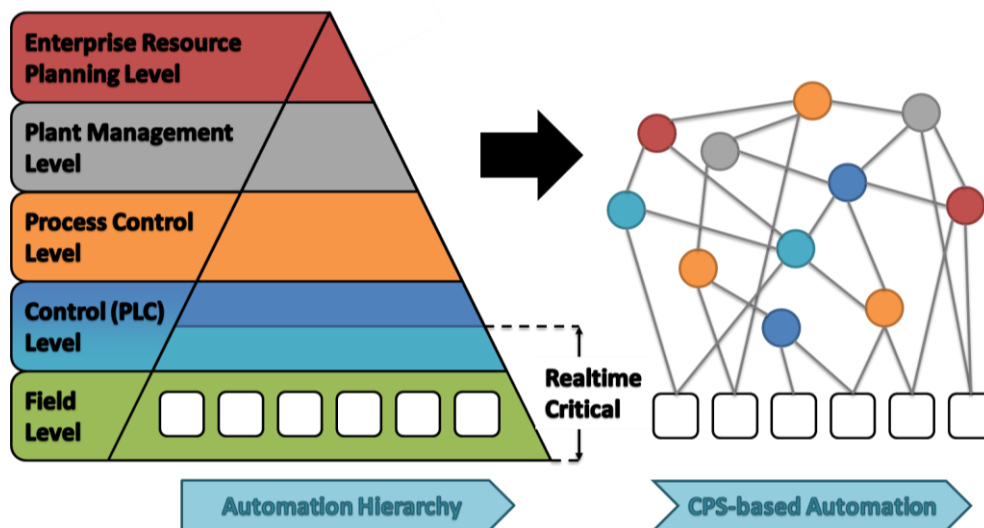 Enterprise Resource
Planning Level
Plant Management
Level
Process Control
Level
Control (PLC)
Level
Field
Level
Realtime
Critical
Automation Hierarchy
CPS-based Automation